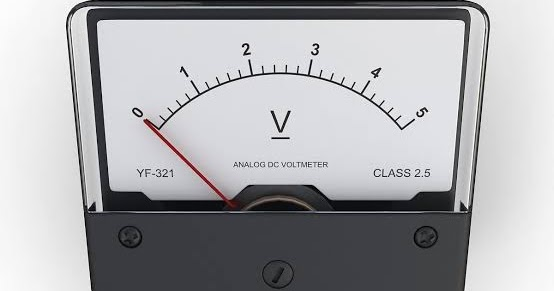 0 1 2 3 4 5
V
ANALOG DC VOLTMETER
YF-321 CLASS 2.5